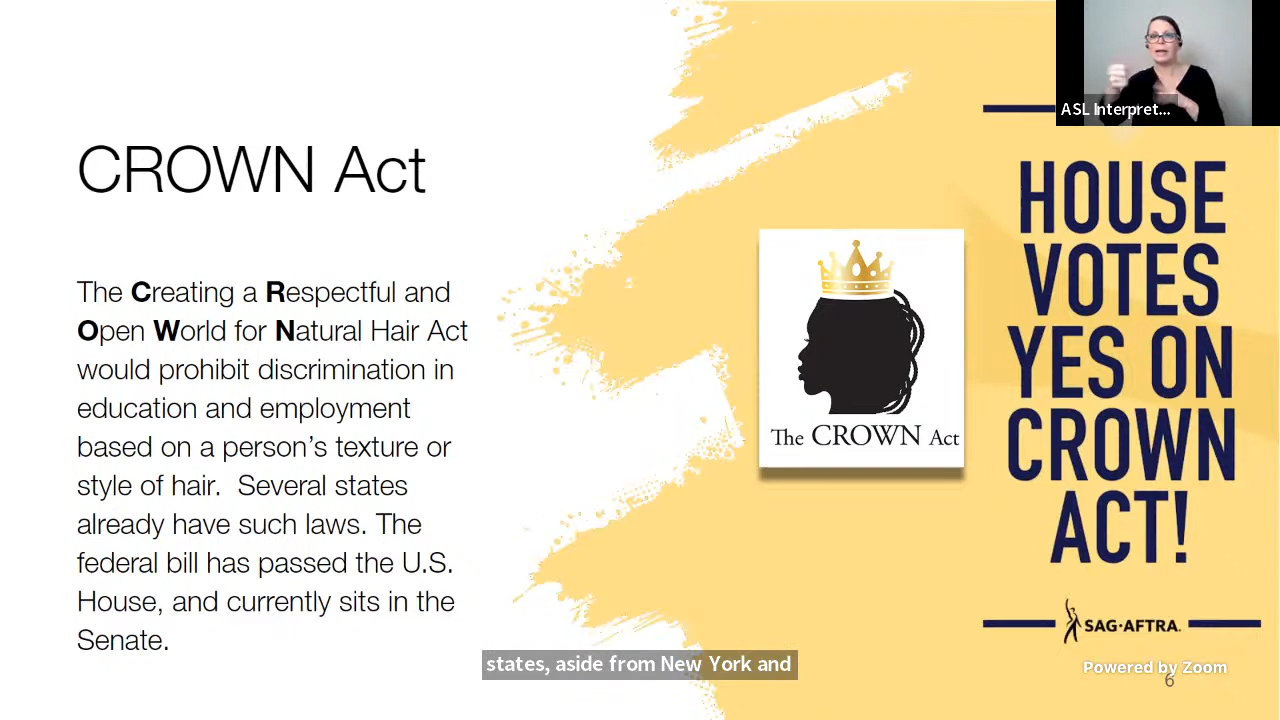 CROWN Act
The Creating a Respectful and
Open World for Natural Hair Act
would prohibit discrimination in
education and employment
based on a person’s texture or
style of hair.  Several states
already have such laws. The
federal bill has passed the U.S.
House, and currently sits in the
Senate.
The CROWN Act
ASL Interpret...
HOUSE
VOTES
YES ON
CROWN
ACT!
SAG·AFTRA.
states, aside from New York and
Powered by Zoom
6